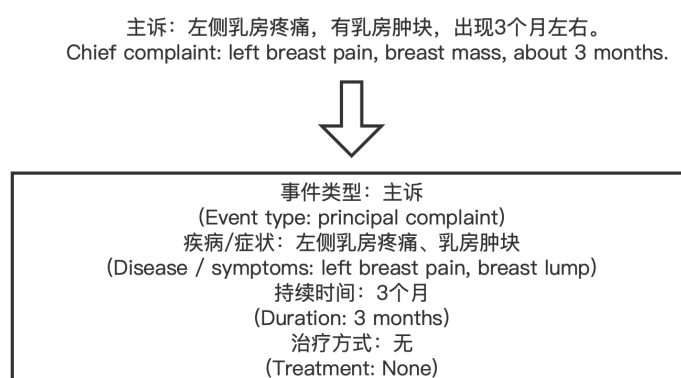 主诉：左侧乳房疼痛，有乳房肿块，出现3个月左右。
Chief complaint: left breast pain, breast mass, about 3 months.
事件类型：主诉
(Event type: principal complaint)
疾病/症状：左侧乳房疼痛、乳房肿块
(Disease / symptoms: left breast pain, breast lump)
持续时间：3个月
(Duration: 3 months)
治疗方式：无
(Treatment: None)